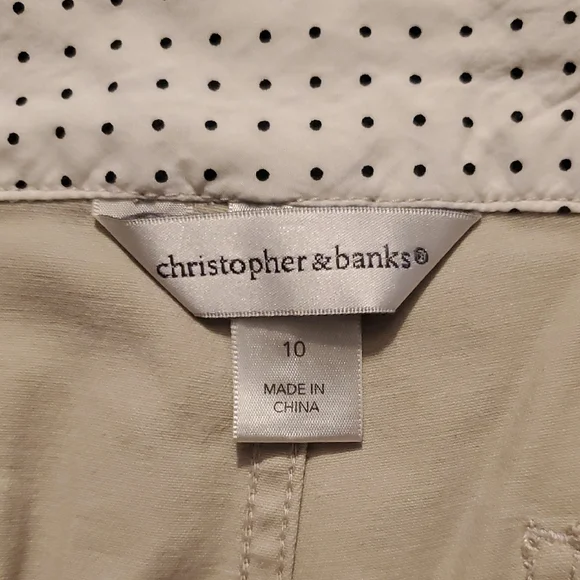 christopher & banks®
10
MADE IN
CHINA